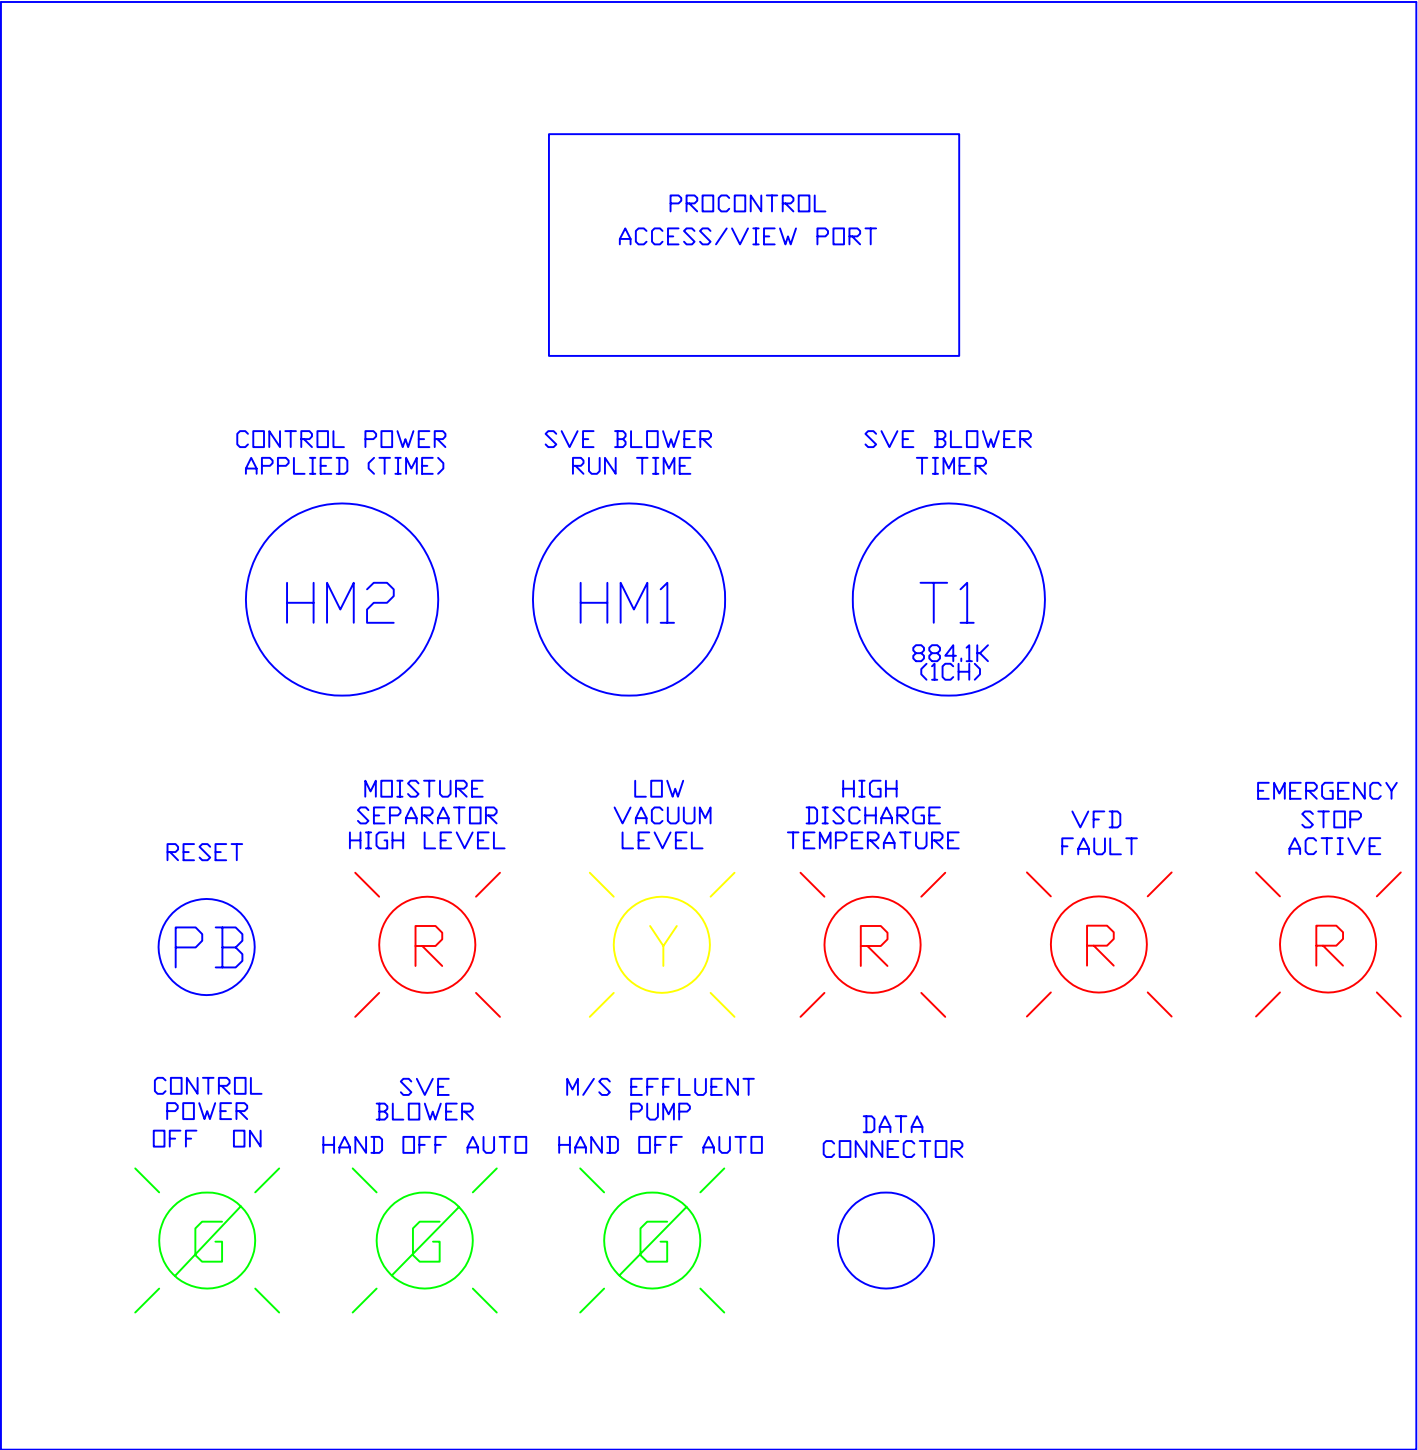 PROCONTROL
ACCESS/VIEW PORT
CONTROL POWER
APPLIED (TIME)
HM2
SVE BLOWER
RUN TIME
HM1
SVE BLOWER
TIMER
T1
884.1K
(1CH)
RESET
PB
MOISTURE
SEPARATOR
HIGH LEVEL
R
LOW
VACUUM
LEVEL
Y
HIGH
DISCHARGE
TEMPERATURE
R
VFD
FAULT
R
EMERGENCY
STOP
ACTIVE
R
CONTROL
POWER
OFF ON
G
SVE
BLOWER
HAND OFF AUTO
G
M/S EFFLUENT
PUMP
HAND OFF AUTO
G
DATA
CONNECTOR